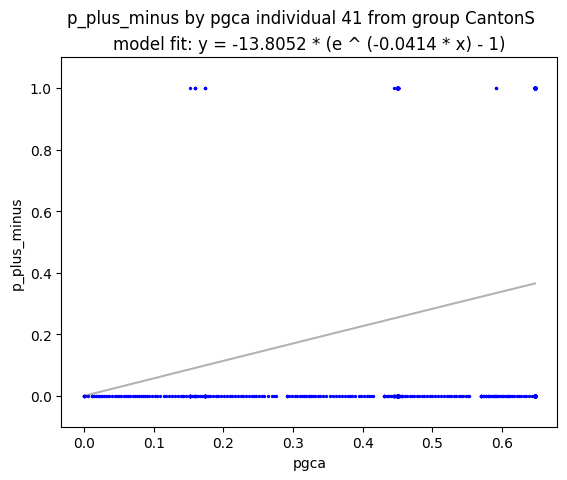 p_plus_minus by pgca individual 41 from group CantonS
model fit: y = -13.8052 * (e ^ (-0.0414 * x) - 1)
1.0
0.8
0.6
0.4
0.2
0.0
p_plus_minus
0.0 0.1 0.2 0.3 0.4 0.5 0.6
pgca